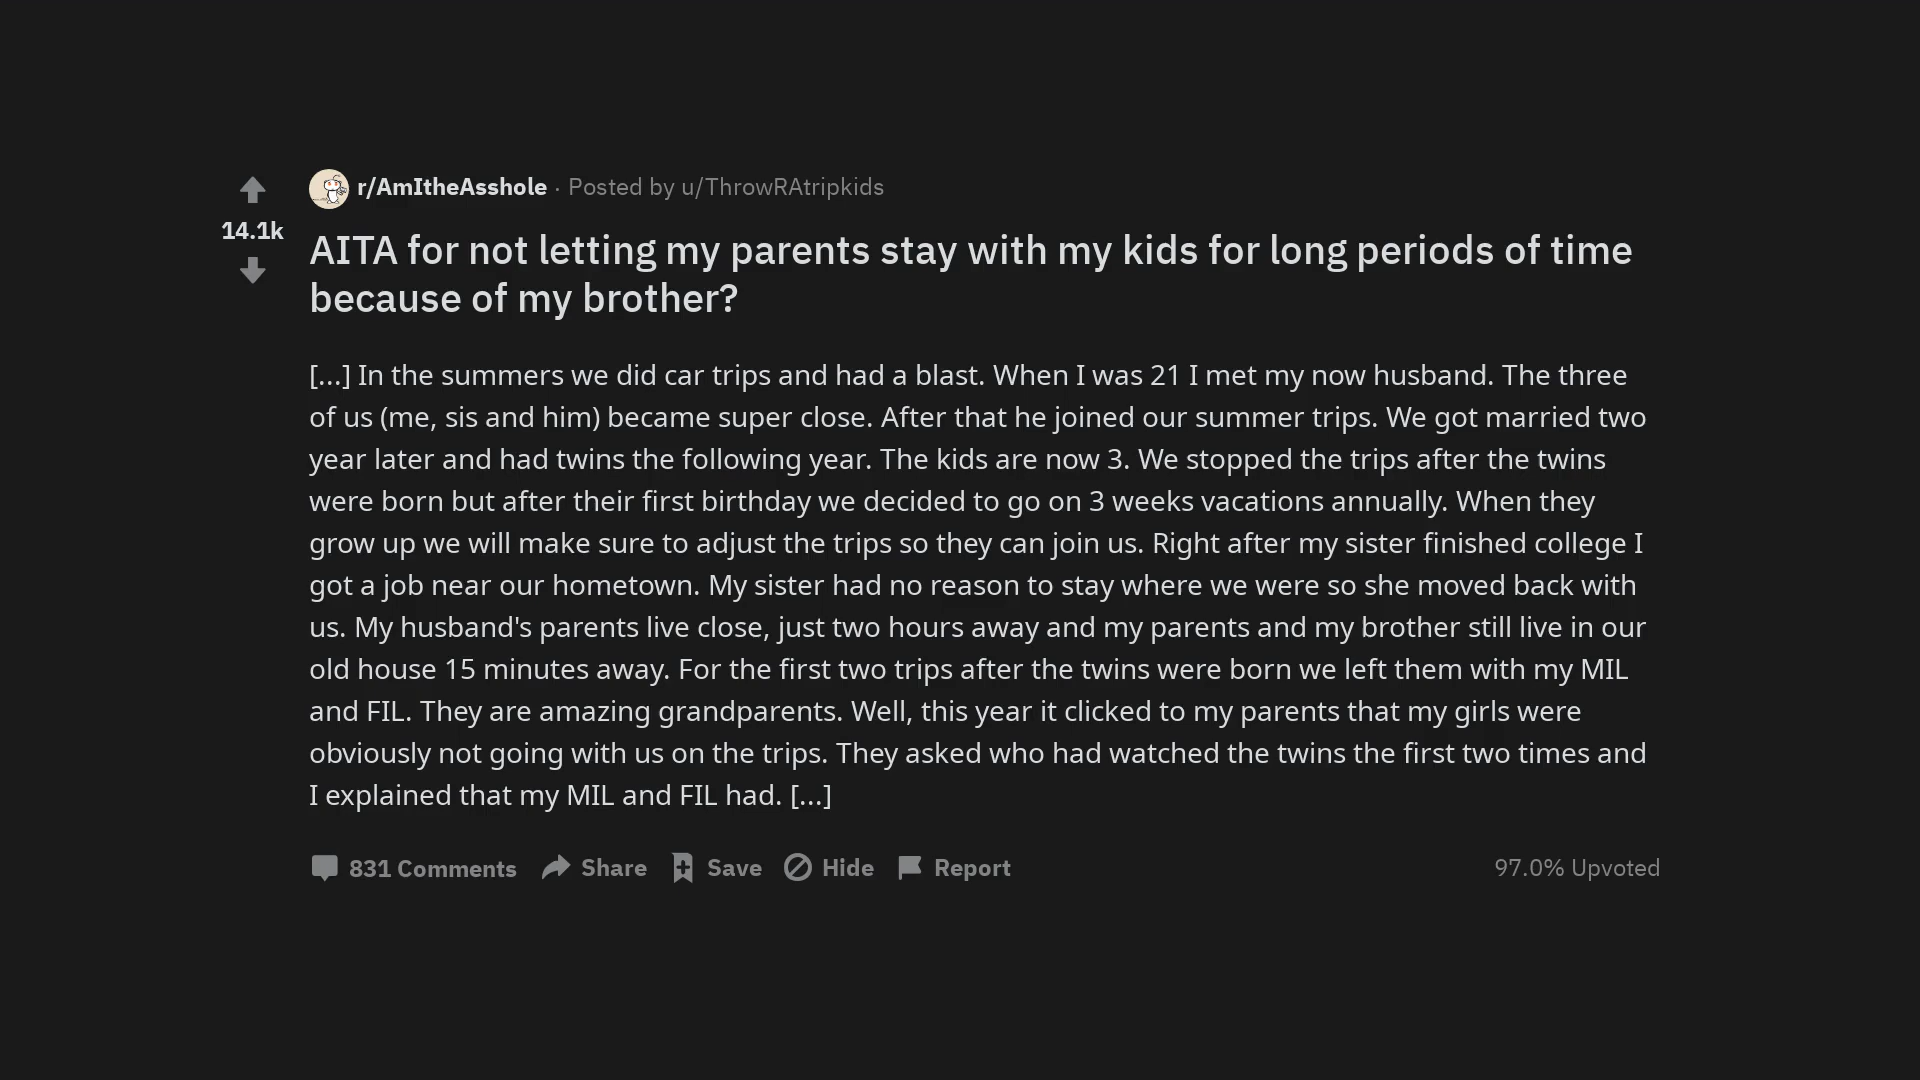 r/AmItheAsshole · Posted by u/ThrowRAtripkids
14.1k
AITA for not letting my parents stay with my kids for long periods of time
because of my brother?
[...] In the summers we did car trips and had a blast. When I was 21 I met my now husband. The three
of us (me, sis and him) became super close. After that he joined our summer trips. We got married two
year later and had twins the following year. The kids are now 3. We stopped the trips after the twins
were born but after their first birthday we decided to go on 3 weeks vacations annually. When they
grow up we will make sure to adjust the trips so they can join us. Right after my sister finished college I
got a job near our hometown. My sister had no reason to stay where we were so she moved back with
us. My husband's parents live close, just two hours away and my parents and my brother still live in our
old house 15 minutes away. For the first two trips after the twins were born we left them with my MIL
and FIL. They are amazing grandparents. Well, this year it clicked to my parents that my girls were
obviously not going with us on the trips. They asked who had watched the twins the first two times and
I explained that my MIL and FIL had. [...]
831 Comments Share Save Hide Report 97.0% Upvoted